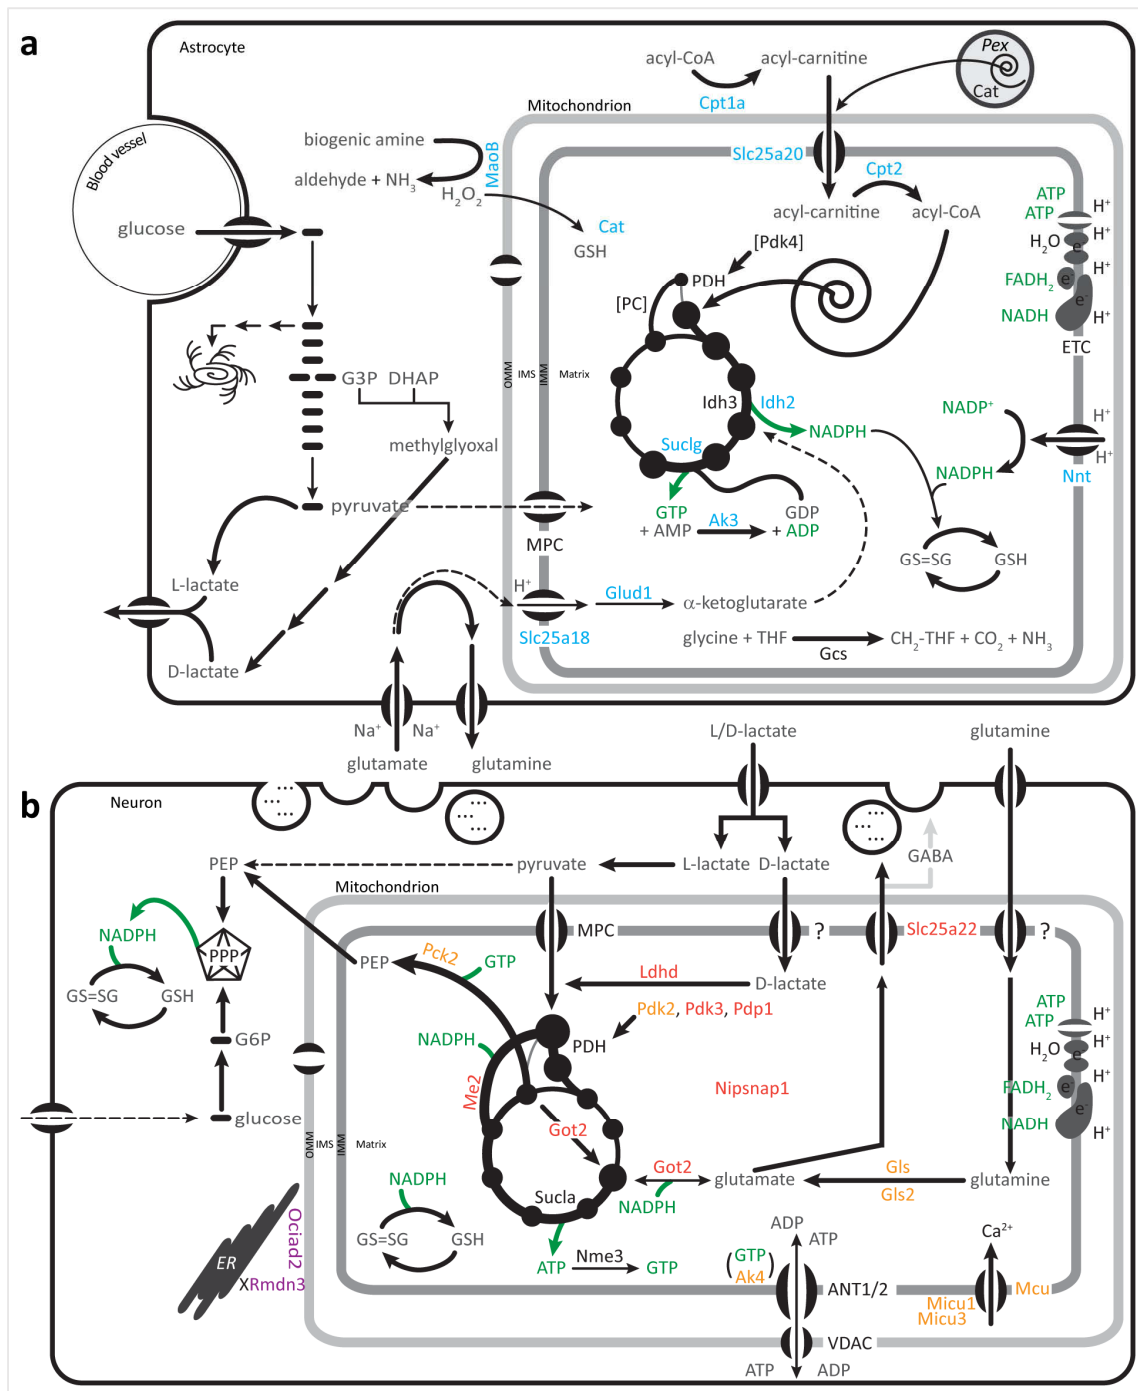 a
Astrocyte
acyl-CoA
acyl-carnitine
Pex
Cat
Cpt1a
Mitochondrion
Blood vessel
biogenic amine
MaoB
Slc25a20
Cpt2
aldehyde + NH₃
H₂O₂
Cat
GSH
acyl-carnitine
acyl-CoA
ATP
ATP
H⁺
H⁺
H₂O
e⁻
H⁺
FADH₂
e⁻
NADH
e⁻
H⁺
ETC
glucose
[Pdk4]
PDH
[PC]
OMM
IMS
IMM
Matrix
G3P
DHAP
Idh3
Idh2
NADP⁺
H⁺
NADPH
methylglyoxal
Suclg
H⁺
NADPH
Nnt
pyruvate
GTP
GDP
+ AMP
Ak3
+ ADP
MPC
GS=SG
GSH
L-lactate
H⁺
Glud1
α-ketoglutarate
Slc25a18
glycine + THF
Gcs
CH₂-THF + CO₂ + NH₃
D-lactate
Na⁺
Na⁺
glutamate
glutamine
L/D-lactate
glutamine
b
Neuron
PEP
pyruvate
L-lactate
D-lactate
GABA
Mitochondrion
NADPH
PPP
MPC
?
Slc25a22
?
PEP
Pck2
GTP
Ldhd
D-lactate
GS=SG
GSH
Pdk2, Pdk3, Pdp1
ATP
ATP
H⁺
G6P
NADPH
PDH
H₂O
e⁻
H⁺
H⁺
Me2
Nipsnap1
FADH₂
e⁻
NADH
e⁻
H⁺
glucose
OMM
IMS
IMM
Matrix
Got2
NADPH
Sucla
Got2
NADPH
glutamate
Gls
Gls2
glutamine
Ociad2
GS=SG
GSH
ADP
ATP
Ca²⁺
ER
XRmdn3
ATP
Nme3
GTP
(GTP)
(Ak4)
ANT1/2
Micu1
Micu3
Mcu
VDAC
ATP
ADP